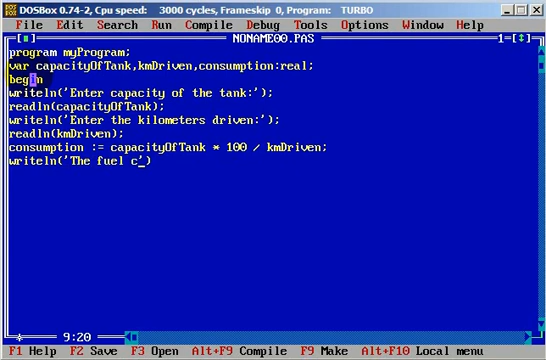 DOSBox 0.74-2, Cpu speed: 3000 cycles, Frameskip 0, Program: TURBO
File Edit Search Run Compile Debug Tools Options Window Help
NONAME00.PAS 1=[↕]
program myProgram;
var capacityOfTank,kmDriven,consumption:real;
begin
writeln('Enter capacity of the tank:');
readln(capacityOfTank);
writeln('Enter the kilometers driven:');
readln(kmDriven);
consumption := capacityOfTank * 100 / kmDriven;
writeln('The fuel c')
9:20
F1 Help F2 Save F3 Open Alt+F9 Compile F9 Make Alt+F10 Local menu